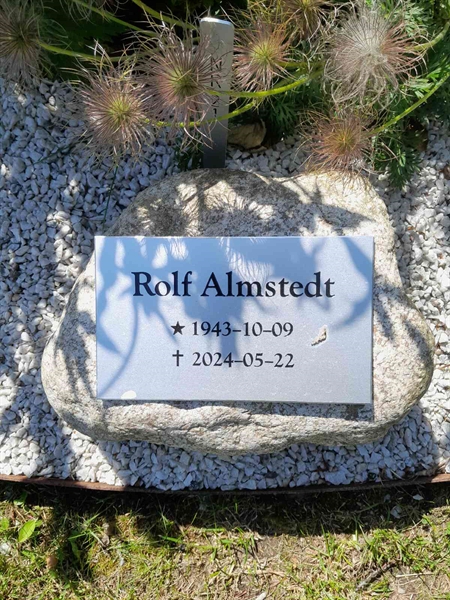 Rolf Almstedt
★ 1943-10-09
† 2024-05-22